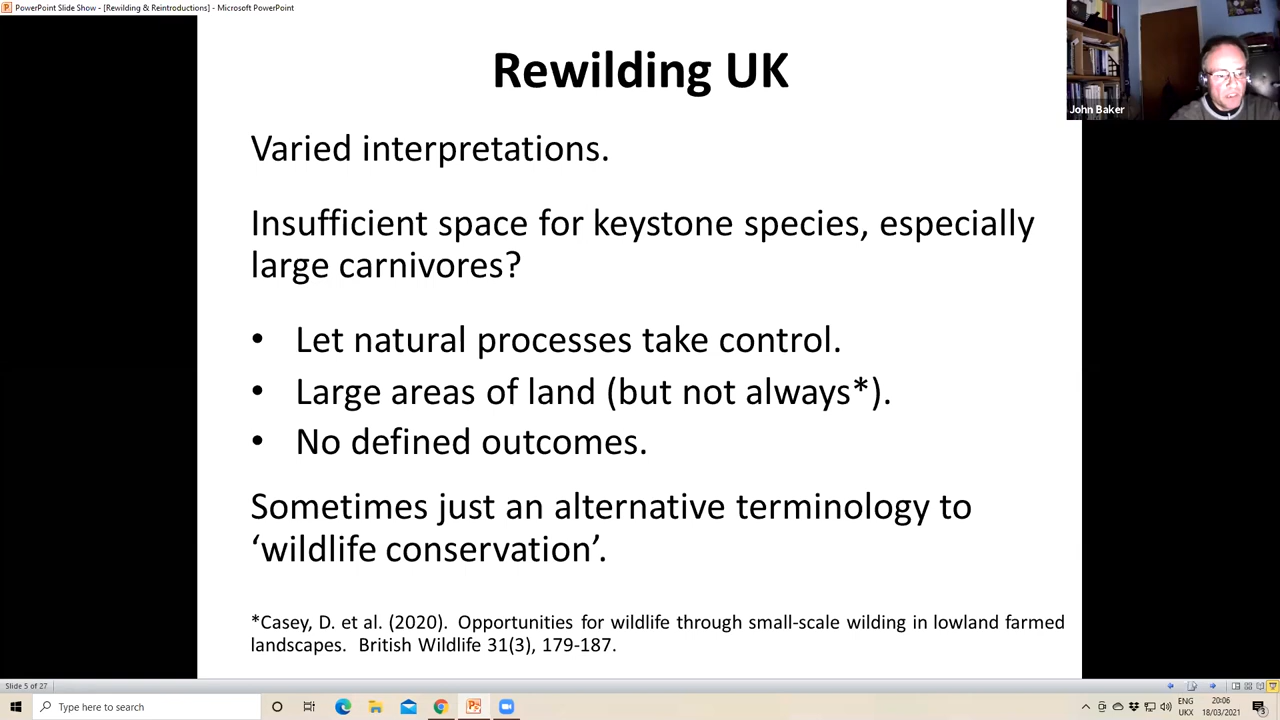 PowerPoint Slide Show - [Rewilding & Reintroductions] - Microsoft PowerPoint
John Baker
Rewilding UK
Varied interpretations.
Insufficient space for keystone species, especially
large carnivores?
• Let natural processes take control.
• Large areas of land (but not always*).
• No defined outcomes.
Sometimes just an alternative terminology to
‘wildlife conservation’.
*Casey, D. et al. (2020). Opportunities for wildlife through small-scale wilding in lowland farmed
landscapes. British Wildlife 31(3), 179-187.
Slide 5 of 27
Type here to search
ENG
UKX
20:06
18/03/2021